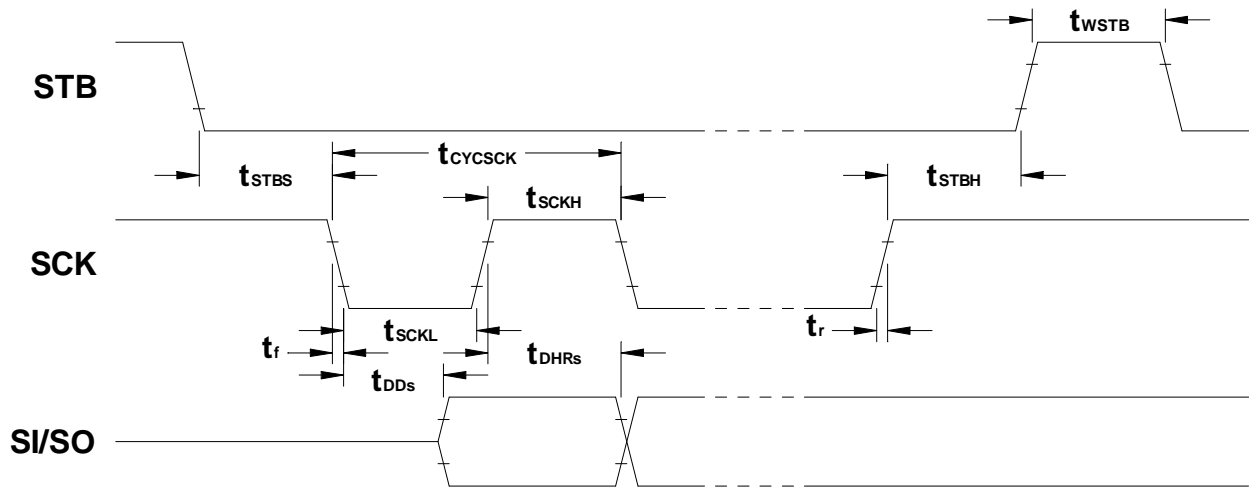 tWSTB
STB
tCYCSCK
tSTBS
tSTBH
tSCKH
SCK
tSCKL
tr
tf
tDHRs
tDDs
SI/SO